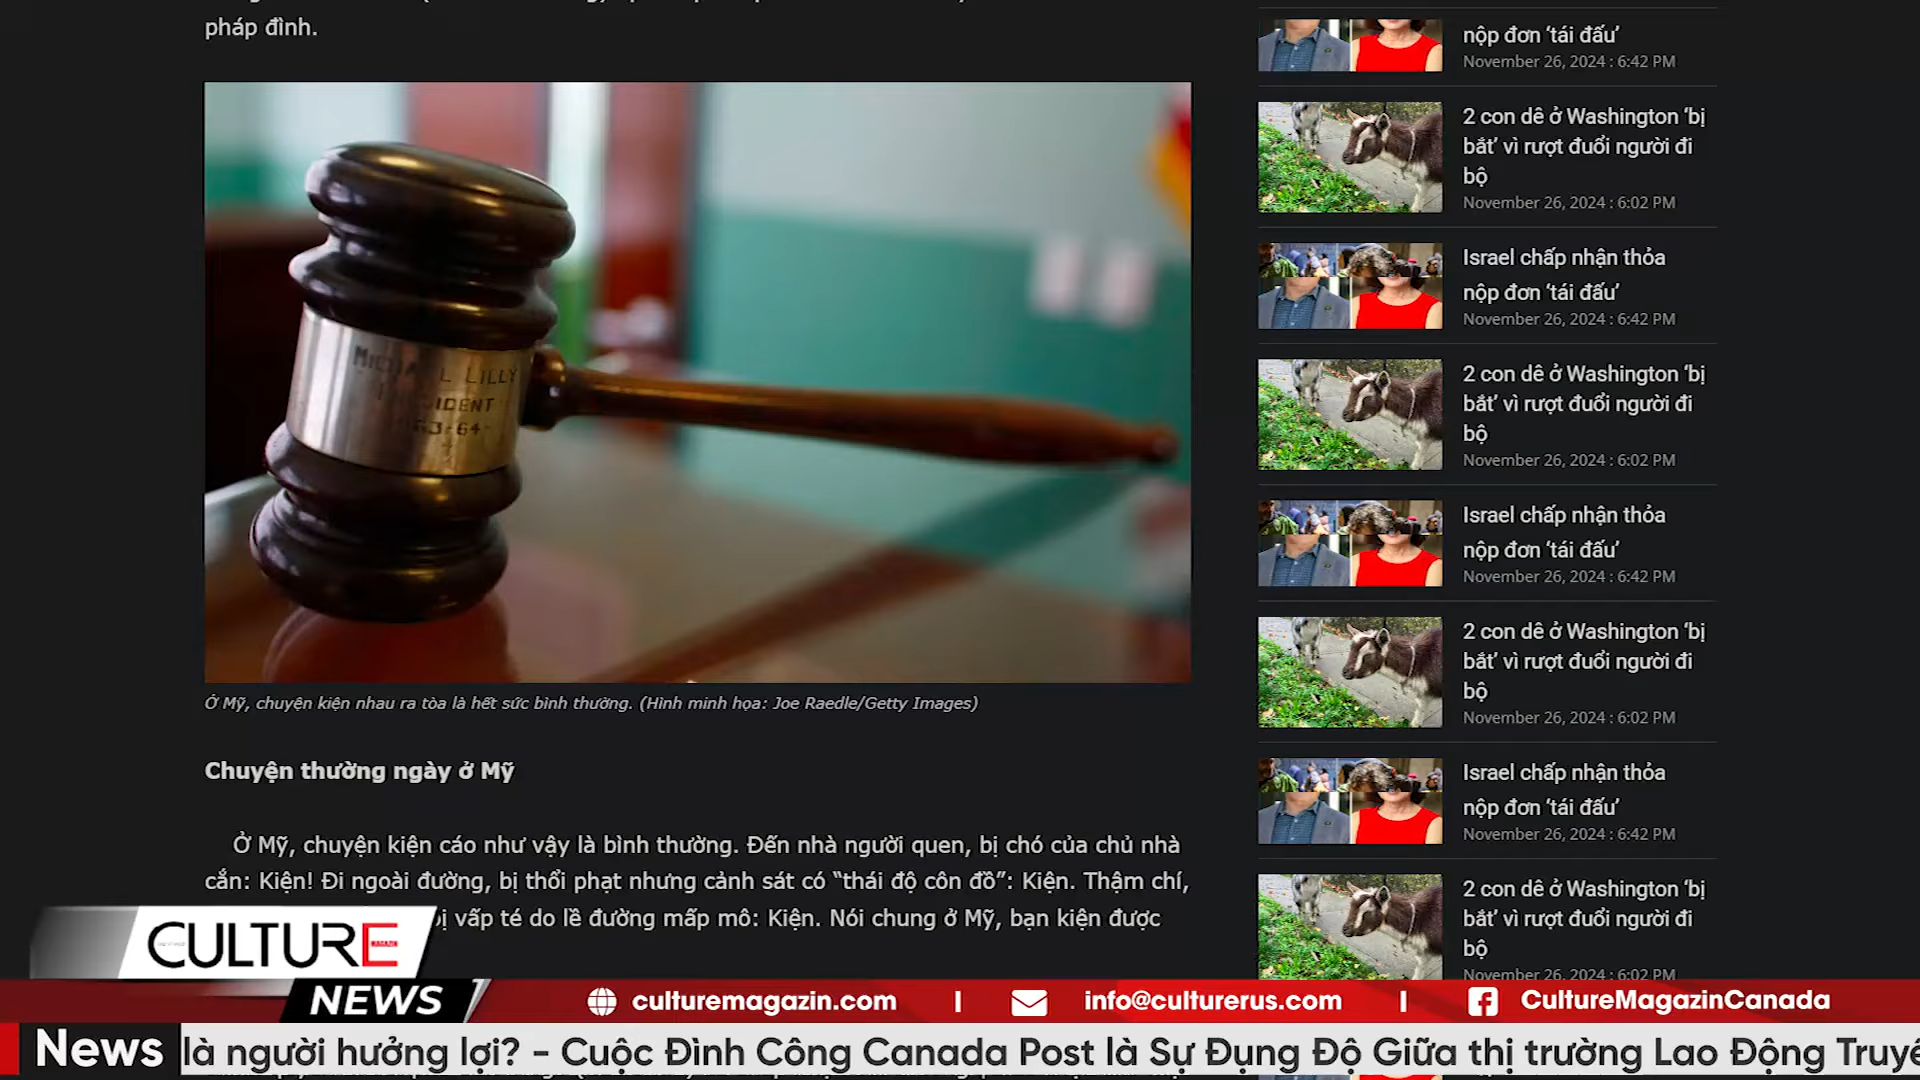 pháp đình.
MICHAEL LILLY
Ở Mỹ, chuyện kiện nhau ra tòa là hết sức bình thường. (Hình minh họa: Joe Raedle/Getty Images)
Chuyện thường ngày ở Mỹ
Ở Mỹ, chuyện kiện cáo như vậy là bình thường. Đến nhà người quen, bị chó của chủ nhà
cắn: Kiện! Đi ngoài đường, bị thổi phạt nhưng cảnh sát có “thái độ côn đồ”: Kiện. Thậm chí,
vấp té do lề đường mấp mô: Kiện. Nói chung ở Mỹ, bạn kiện được
nộp đơn ‘tái đấu’
November 26, 2024 : 6:42 PM
2 con dê ở Washington ‘bị
bắt’ vì rượt đuổi người đi
bộ
November 26, 2024 : 6:02 PM
Israel chấp nhận thỏa
nộp đơn ‘tái đấu’
November 26, 2024 : 6:42 PM
2 con dê ở Washington ‘bị
bắt’ vì rượt đuổi người đi
bộ
November 26, 2024 : 6:02 PM
Israel chấp nhận thỏa
nộp đơn ‘tái đấu’
November 26, 2024 : 6:42 PM
2 con dê ở Washington ‘bị
bắt’ vì rượt đuổi người đi
bộ
November 26, 2024 : 6:02 PM
Israel chấp nhận thỏa
nộp đơn ‘tái đấu’
November 26, 2024 : 6:42 PM
2 con dê ở Washington ‘bị
bắt’ vì rượt đuổi người đi
bộ
November 26, 2024 : 6:02 PM
CULTURE
NEWS
culturemagazin.com | info@culturerus.com | CultureMagazinCanada
News là người hưởng lợi? - Cuộc Đình Công Canada Post là Sự Đụng Độ Giữa thị trường Lao Động